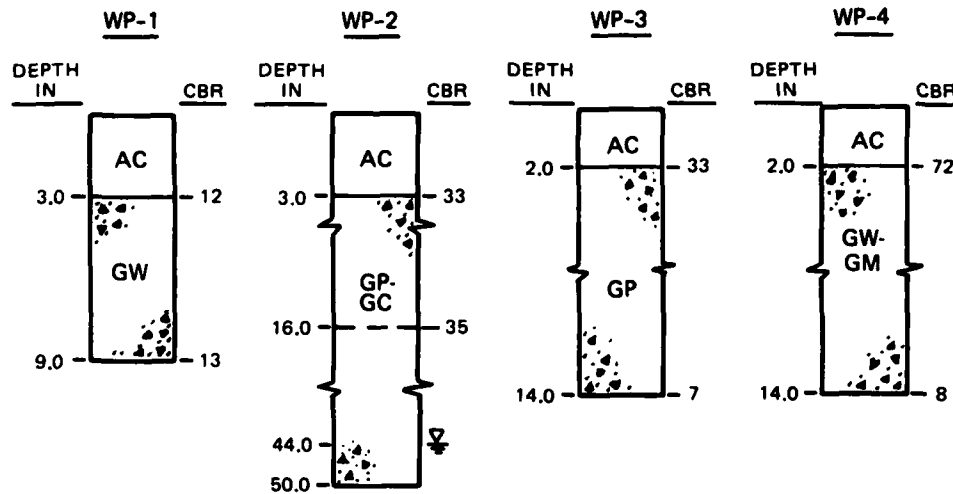 WP-1
DEPTH IN
CBR
AC
3.0
12
GW
9.0
13
WP-2
DEPTH IN
CBR
AC
3.0
33
GP-
GC
16.0
35
44.0
50.0
WP-3
DEPTH IN
CBR
AC
2.0
33
GP
14.0
7
WP-4
DEPTH IN
CBR
AC
2.0
72
GW-
GM
14.0
8